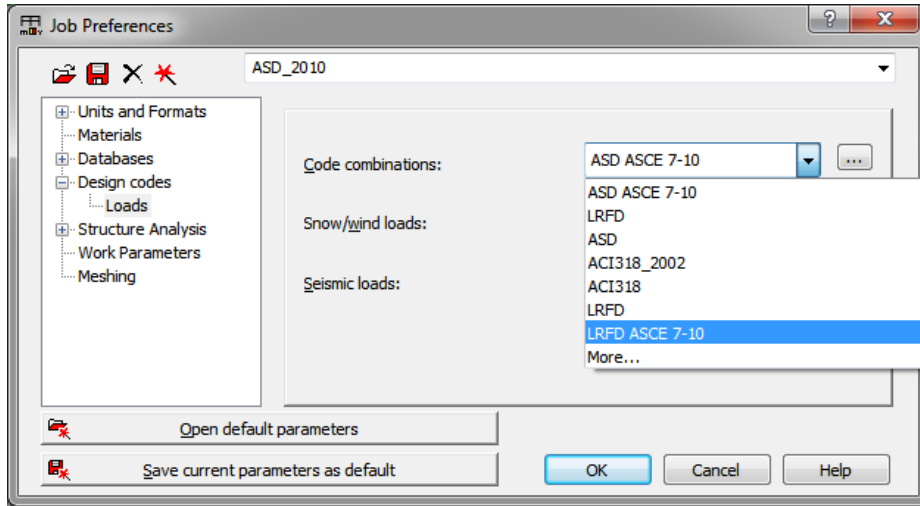 Job Preferences
ASD_2010
Units and Formats
Materials
Databases
Design codes
Loads
Structure Analysis
Work Parameters
Meshing
Code combinations:
ASD ASCE 7-10
...
ASD ASCE 7-10
LRFD
ASD
ACI318_2002
ACI318
LRFD
LRFD ASCE 7-10
More...
Snow/wind loads:
Seismic loads:
Open default parameters
Save current parameters as default
OK
Cancel
Help